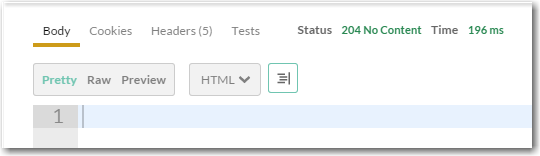 Body Cookies Headers (5) Tests Status 204 No Content Time 196 ms
Pretty Raw Preview HTML
1